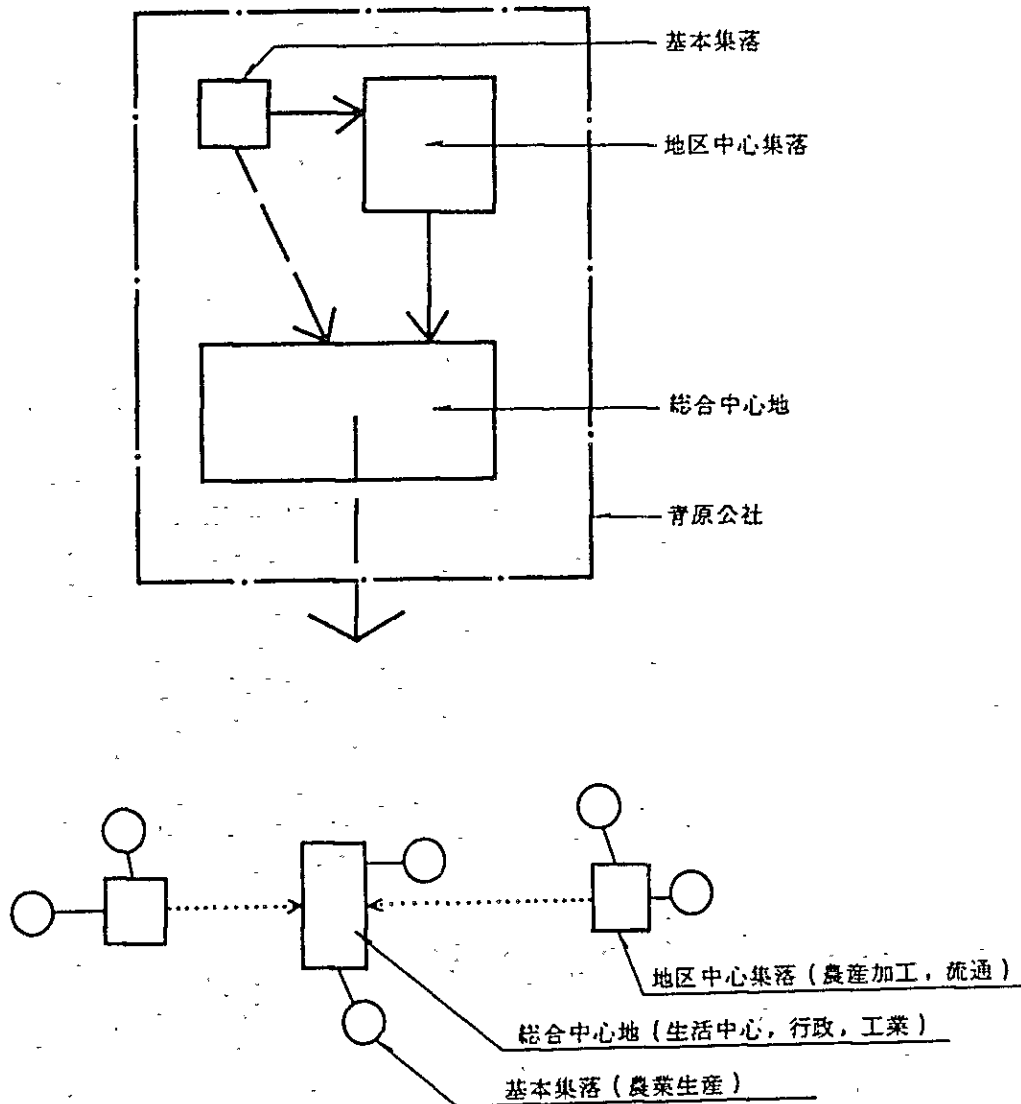 基本集落
地区中心集落
総合中心地
青原公社
地区中心集落（農産加工，流通）
総合中心地（生活中心，行政，工業）
基本集落（農業生産）